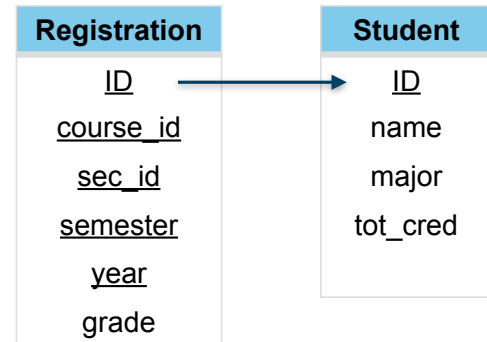 Registration
ID
course_id
sec_id
semester
year
grade
Student
ID
name
major
tot_cred